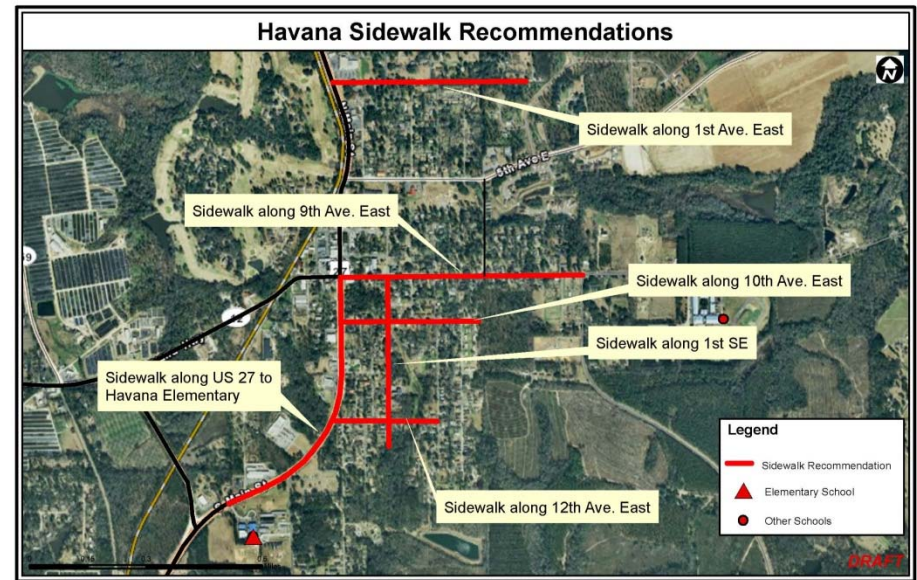 Havana Sidewalk Recommendations
N
Sidewalk along 1st Ave. East
5th Ave E
Sidewalk along 9th Ave. East
27
Sidewalk along 10th Ave. East
Sidewalk along 1st SE
Sidewalk along US 27 to
Havana Elementary
Legend
Sidewalk Recommendation
Elementary School
Other Schools
Sidewalk along 12th Ave. East
DRAFT